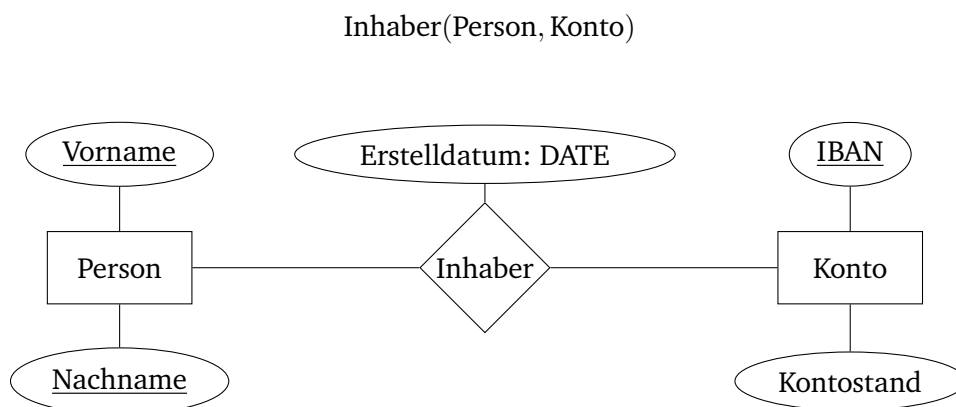 Inhaber(Person, Konto)
Vorname
Erstelldatum: DATE
IBAN
Person
Inhaber
Konto
Nachname
Kontostand